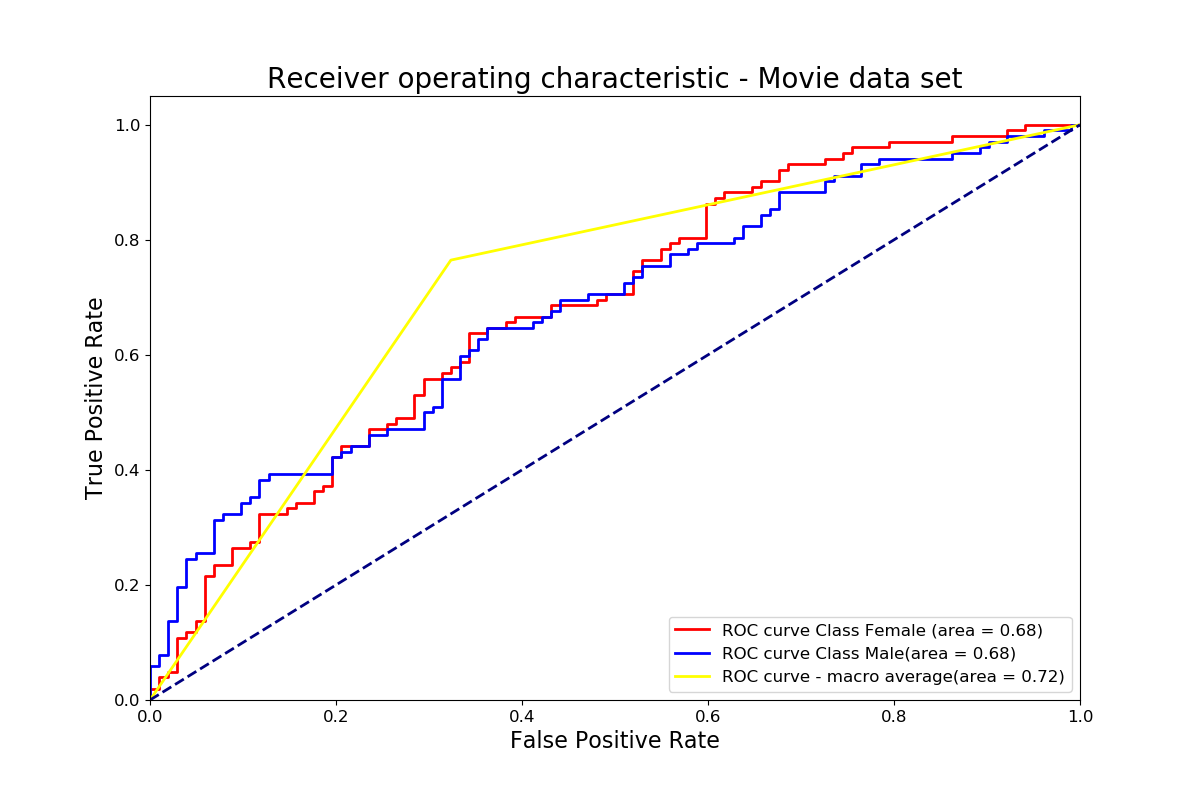 Receiver operating characteristic - Movie data set
1.0
0.8
0.6
0.4
0.2
0.0
True Positive Rate
ROC curve Class Female (area = 0.68)
ROC curve Class Male(area = 0.68)
ROC curve - macro average(area = 0.72)
0.0 0.2 0.4 0.6 0.8 1.0
False Positive Rate